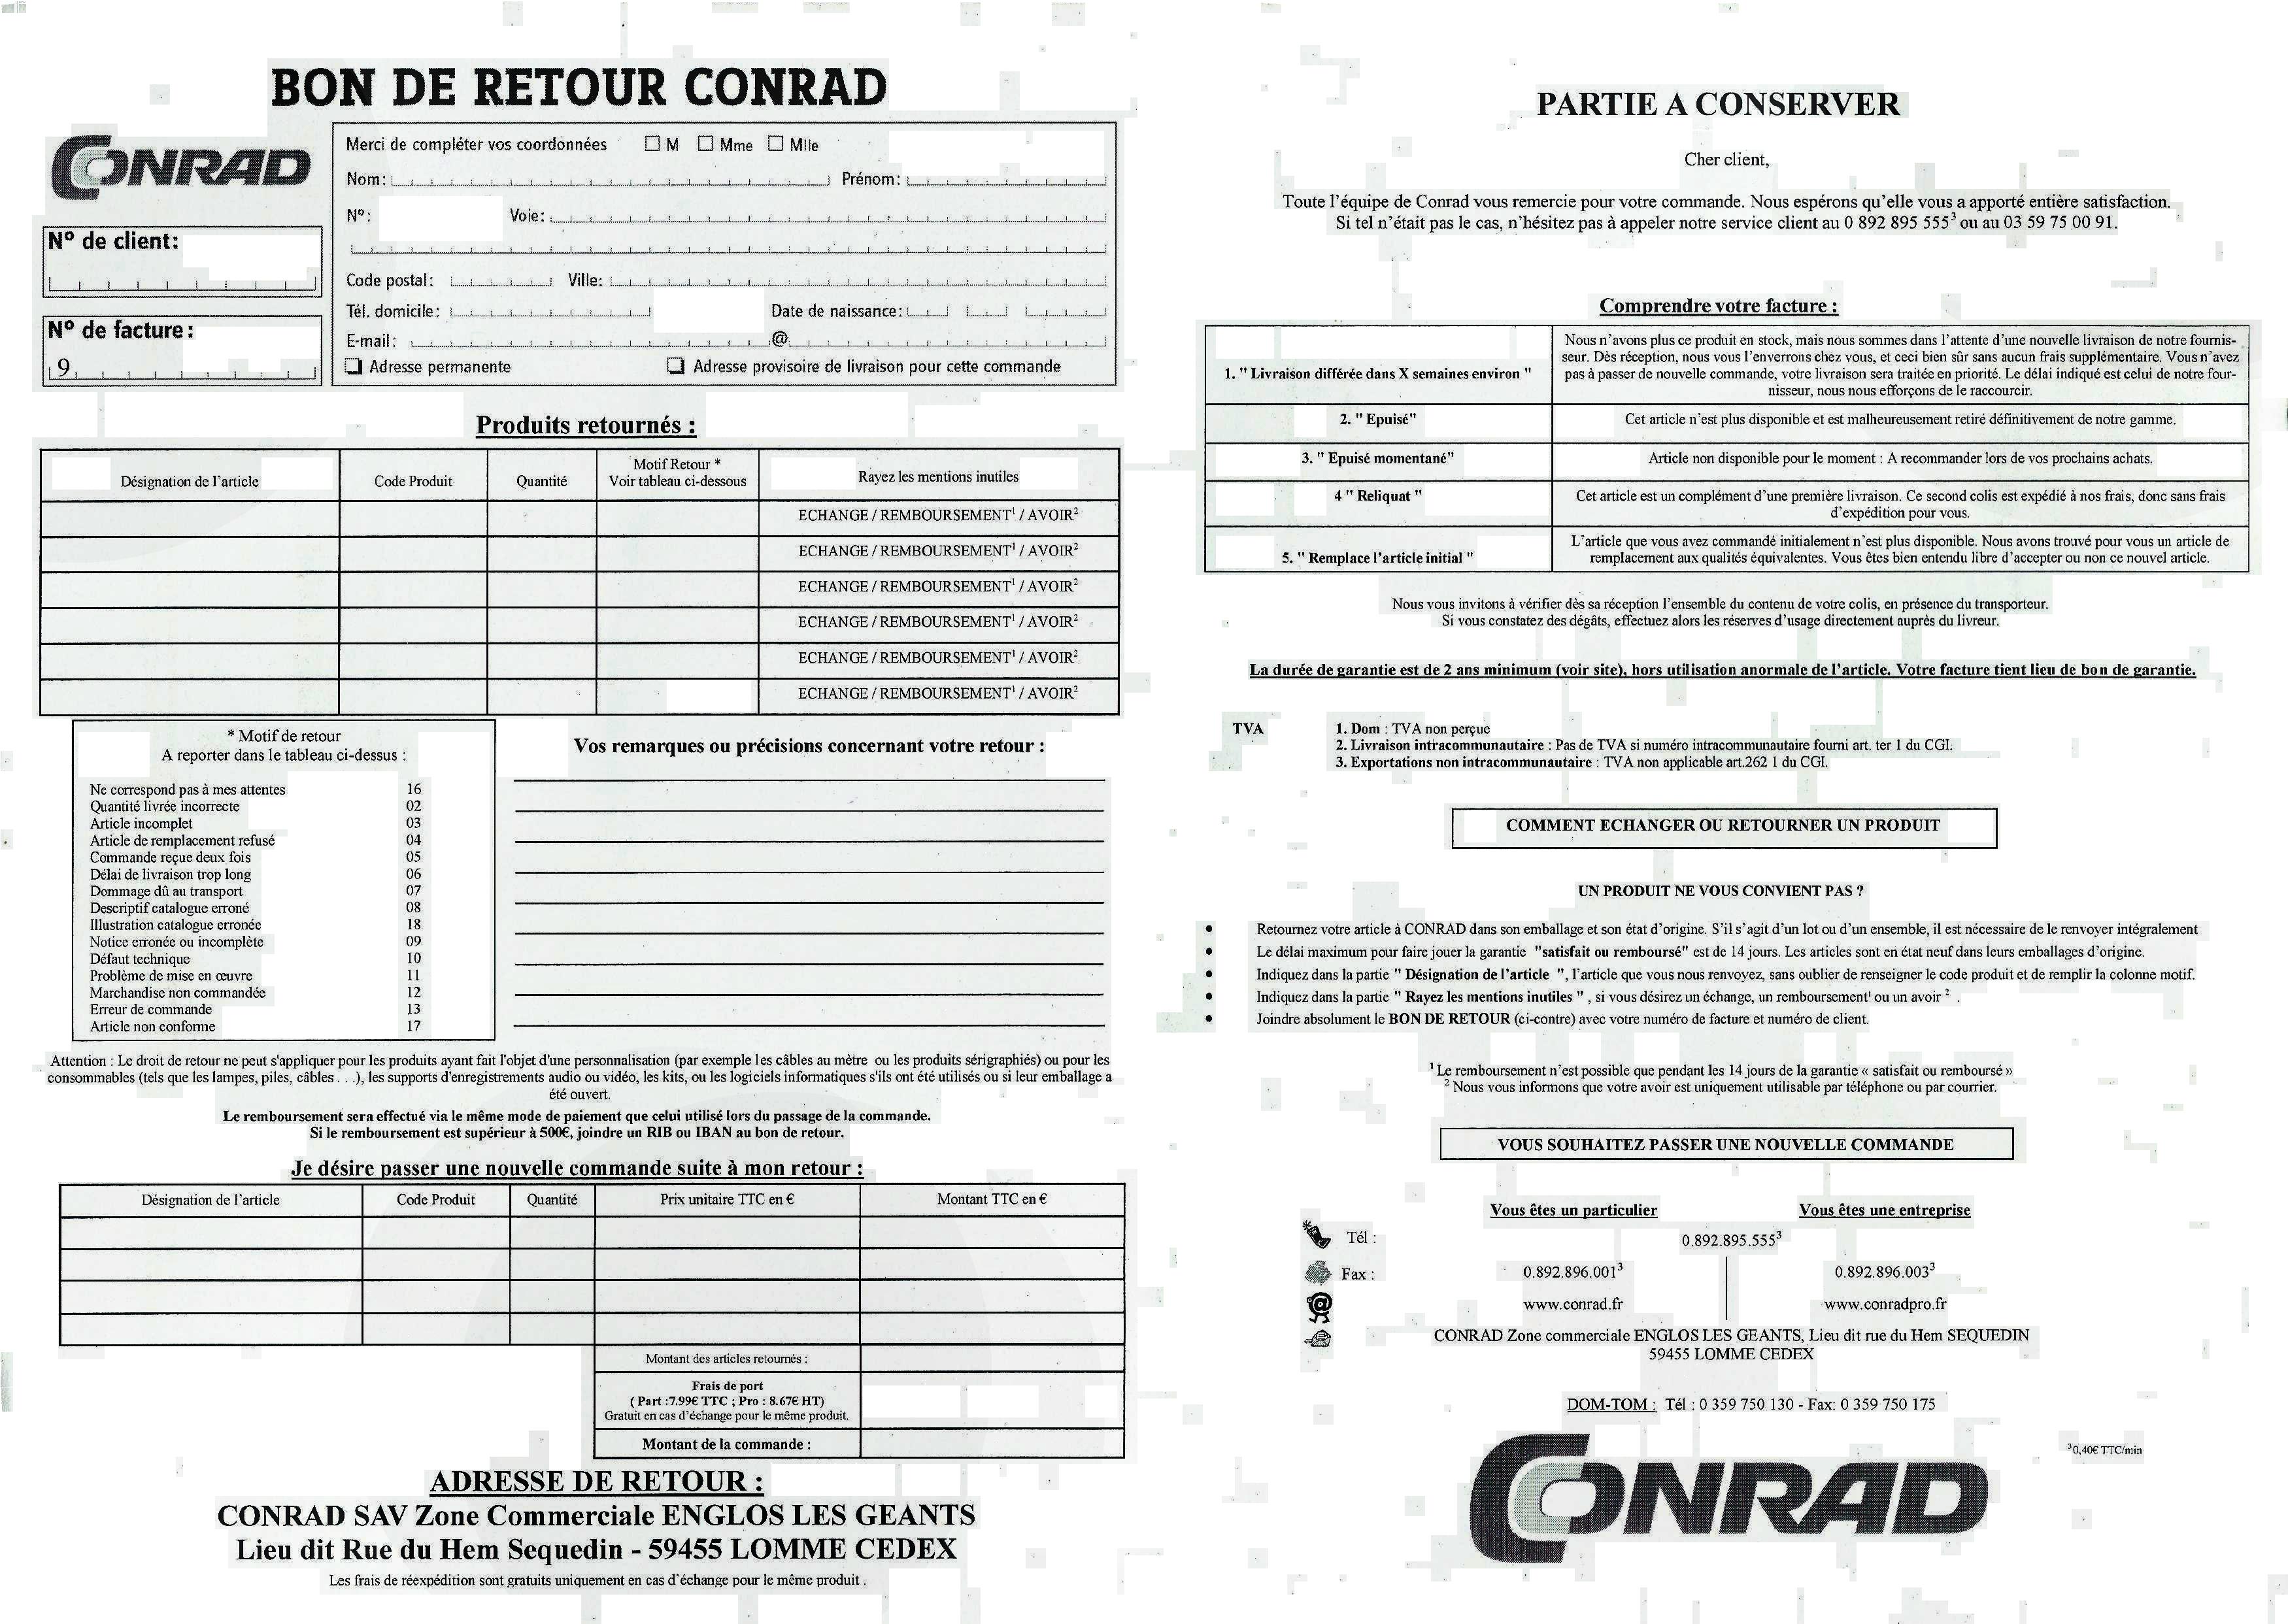 BON DE RETOUR CONRAD
CONRAD
N° de client:
N° de facture:
9
Merci de compléter vos coordonnées M Mme Mlle
Nom: Prénom:
N°: Voie:
Code postal: Ville:
Tél. domicile: Date de naissance:
E-mail: @
Adresse permanente Adresse provisoire de livraison pour cette commande
Produits retournés :
Désignation de l'article Code Produit Quantité Motif Retour * Voir tableau ci-dessous Rayez les mentions inutiles
ECHANGE / REMBOURSEMENT¹ / AVOIR²
ECHANGE / REMBOURSEMENT¹ / AVOIR²
ECHANGE / REMBOURSEMENT¹ / AVOIR²
ECHANGE / REMBOURSEMENT¹ / AVOIR²
ECHANGE / REMBOURSEMENT¹ / AVOIR²
ECHANGE / REMBOURSEMENT¹ / AVOIR²
* Motif de retour
A reporter dans le tableau ci-dessus :
Ne correspond pas à mes attentes 16
Quantité livrée incorrecte 02
Article incomplet 03
Article de remplacement refusé 04
Commande reçue deux fois 05
Délai de livraison trop long 06
Dommage dû au transport 07
Descriptif catalogue erroné 08
Illustration catalogue erronée 18
Notice erronée ou incomplète 09
Défaut technique 10
Problème de mise en œuvre 11
Marchandise non commandée 12
Erreur de commande 13
Article non conforme 17
Vos remarques ou précisions concernant votre retour :
Attention : Le droit de retour ne peut s'appliquer pour les produits ayant fait l'objet d'une personnalisation (par exemple les câbles au mètre ou les produits sérigraphiés) ou pour les
consommables (tels que les lampes, piles, câbles . . .), les supports d'enregistrements audio ou vidéo, les kits, ou les logiciels informatiques s'ils ont été utilisés ou si leur emballage a
été ouvert.
Le remboursement sera effectué via le même mode de paiement que celui utilisé lors du passage de la commande.
Si le remboursement est supérieur à 500€, joindre un RIB ou IBAN au bon de retour.
Je désire passer une nouvelle commande suite à mon retour :
Désignation de l'article Code Produit Quantité Prix unitaire TTC en € Montant TTC en €
Montant des articles retournés :
Frais de port
( Part :7.99€ TTC ; Pro : 8.67€ HT)
Gratuit en cas d'échange pour le même produit.
Montant de la commande :
ADRESSE DE RETOUR :
CONRAD SAV Zone Commerciale ENGLOS LES GEANTS
Lieu dit Rue du Hem Sequedin - 59455 LOMME CEDEX
Les frais de réexpédition sont gratuits uniquement en cas d'échange pour le même produit .
PARTIE A CONSERVER
Cher client,
Toute l'équipe de Conrad vous remercie pour votre commande. Nous espérons qu'elle vous a apporté entière satisfaction.
Si tel n'était pas le cas, n'hésitez pas à appeler notre service client au 0 892 895 555³ ou au 03 59 75 00 91.
Comprendre votre facture :
1. " Livraison différée dans X semaines environ "
Nous n'avons plus ce produit en stock, mais nous sommes dans l'attente d'une nouvelle livraison de notre fournis-
seur. Dès réception, nous vous l'enverrons chez vous, et ceci bien sûr sans aucun frais supplémentaire. Vous n'avez
pas à passer de nouvelle commande, votre livraison sera traitée en priorité. Le délai indiqué est celui de notre four-
nisseur, nous nous efforçons de le raccourcir.
2. " Epuisé" Cet article n'est plus disponible et est malheureusement retiré définitivement de notre gamme.
3. " Epuisé momentané" Article non disponible pour le moment : A recommander lors de vos prochains achats.
4 " Reliquat " Cet article est un complément d'une première livraison. Ce second colis est expédié à nos frais, donc sans frais
d'expédition pour vous.
5. " Remplace l'article initial "
L'article que vous avez commandé initialement n'est plus disponible. Nous avons trouvé pour vous un article de
remplacement aux qualités équivalentes. Vous êtes bien entendu libre d'accepter ou non ce nouvel article.
Nous vous invitons à vérifier dès sa réception l'ensemble du contenu de votre colis, en présence du transporteur.
Si vous constatez des dégâts, effectuez alors les réserves d'usage directement auprès du livreur.
La durée de garantie est de 2 ans minimum (voir site), hors utilisation anormale de l'article. Votre facture tient lieu de bon de garantie.
TVA 1. Dom : TVA non perçue
2. Livraison intracommunautaire : Pas de TVA si numéro intracommunautaire fourni art. ter 1 du CGI.
3. Exportations non intracommunautaire : TVA non applicable art.262 1 du CGI.
COMMENT ECHANGER OU RETOURNER UN PRODUIT
UN PRODUIT NE VOUS CONVIENT PAS ?
• Retournez votre article à CONRAD dans son emballage et son état d'origine. S'il s'agit d'un lot ou d'un ensemble, il est nécessaire de le renvoyer intégralement
• Le délai maximum pour faire jouer la garantie "satisfait ou remboursé" est de 14 jours. Les articles sont en état neuf dans leurs emballages d'origine.
• Indiquez dans la partie " Désignation de l'article ", l'article que vous nous renvoyez, sans oublier de renseigner le code produit et de remplir la colonne motif.
• Indiquez dans la partie " Rayez les mentions inutiles " , si vous désirez un échange, un remboursement¹ ou un avoir ² .
• Joindre absolument le BON DE RETOUR (ci-contre) avec votre numéro de facture et numéro de client.
¹ Le remboursement n'est possible que pendant les 14 jours de la garantie « satisfait ou remboursé »
² Nous vous informons que votre avoir est uniquement utilisable par téléphone ou par courrier.
VOUS SOUHAITEZ PASSER UNE NOUVELLE COMMANDE
Vous êtes un particulier Vous êtes une entreprise
Tél : 0.892.895.555³
Fax : 0.892.896.001³ 0.892.896.003³
www.conrad.fr www.conradpro.fr
CONRAD Zone commerciale ENGLOS LES GEANTS, Lieu dit rue du Hem SEQUEDIN
59455 LOMME CEDEX
DOM-TOM : Tél : 0 359 750 130 - Fax: 0 359 750 175
³ 0,40€ TTC/min
CONRAD